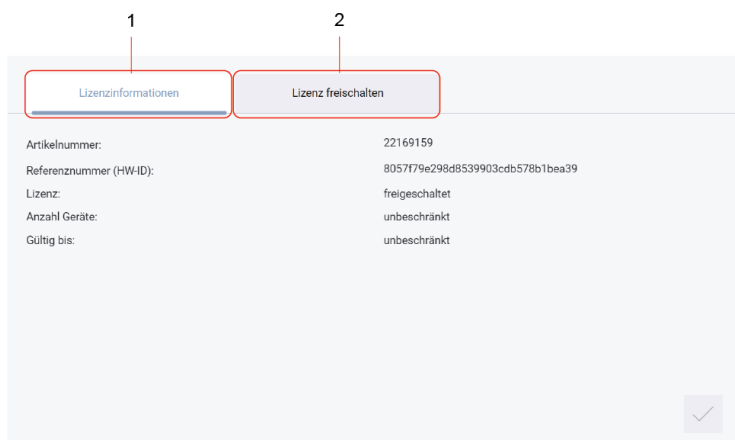 1 2
Lizenzinformationen Lizenz freischalten
Artikelnummer: 22169159
Referenznummer (HW-ID): 8057f79e298d8539903cdb578b1bea39
Lizenz: freigeschaltet
Anzahl Geräte: unbeschränkt
Gültig bis: unbeschränkt